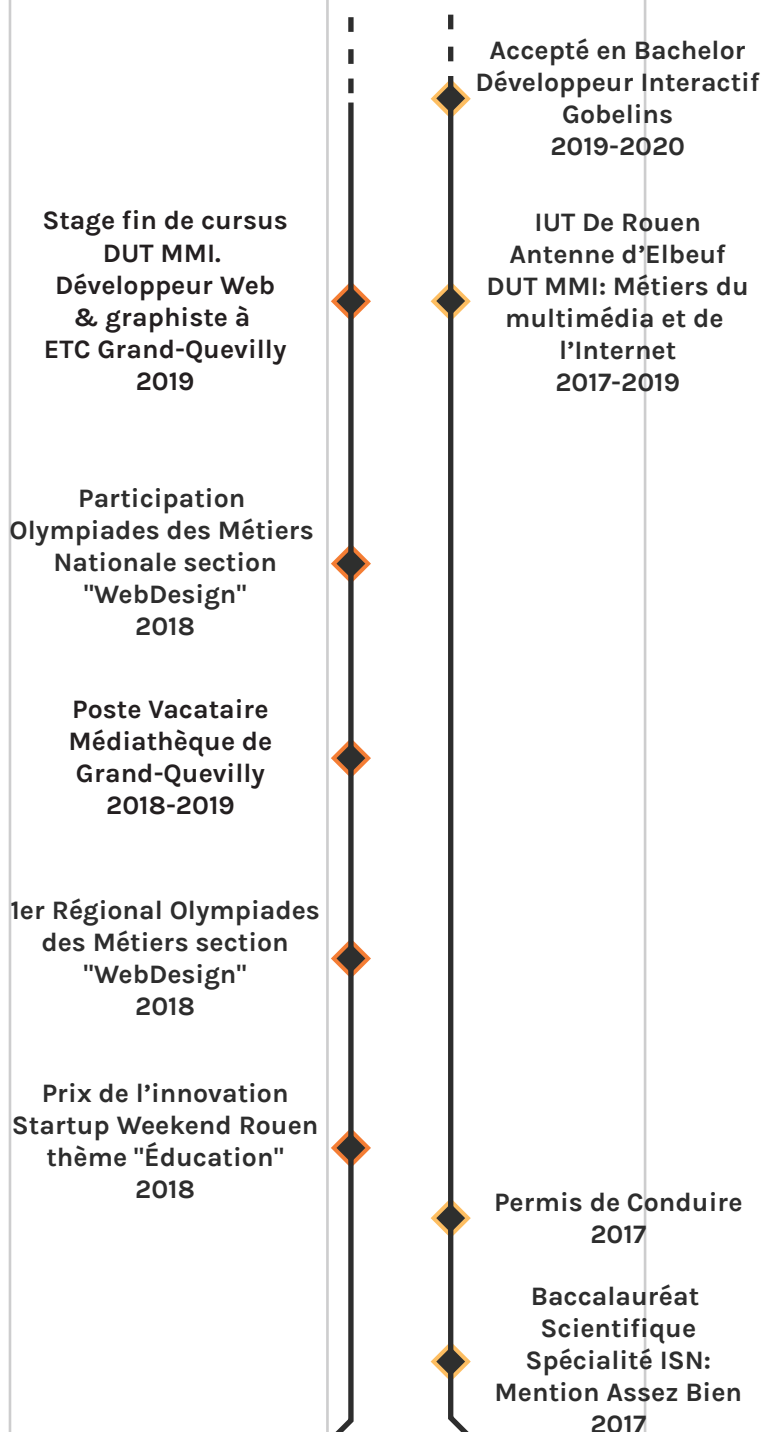 Accepté en Bachelor
Développeur Interactif
Gobelins
2019-2020
Stage fin de cursus
DUT MMI.
Développeur Web
& graphiste à
ETC Grand-Quevilly
2019
IUT De Rouen
Antenne d’Elbeuf
DUT MMI: Métiers du
multimédia et de
l’Internet
2017-2019
Participation
Olympiades des Métiers
Nationale section
"WebDesign"
2018
Poste Vacataire
Médiathèque de
Grand-Quevilly
2018-2019
1er Régional Olympiades
des Métiers section
"WebDesign"
2018
Prix de l’innovation
Startup Weekend Rouen
thème "Éducation"
2018
Permis de Conduire
2017
Baccalauréat
Scientifique
Spécialité ISN:
Mention Assez Bien
2017